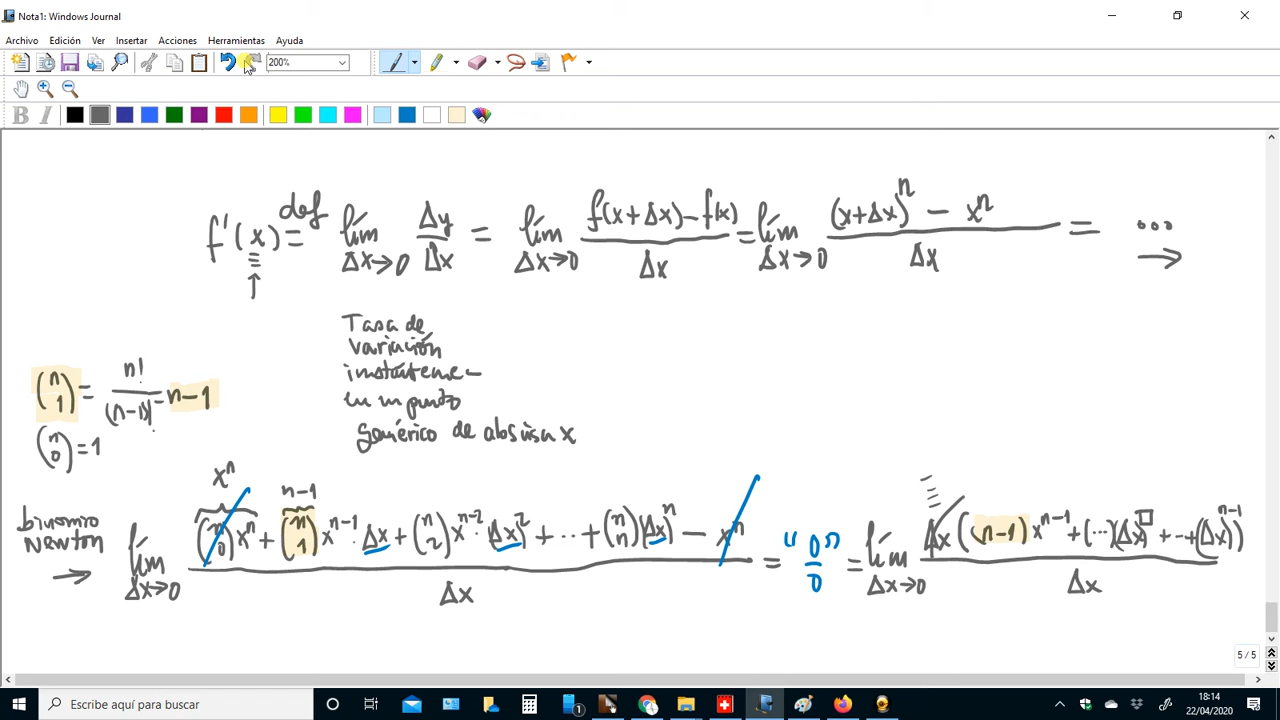 Nota1: Windows Journal
Archivo Edición Ver Insertar Acciones Herramientas Ayuda
200%
B I
f'(x) =def lím Δx→0 Δy/Δx = lím Δx→0 (f(x+Δx)−f(x))/Δx = lím Δx→0 ((x+Δx)^n − x^n)/Δx = ... →
Tasa de
variación
en un punto
genérico de abscisa x
(n 1) = n!/(n−1)! = n−1
(n 0) = 1
x^n
n−1
binomio
Newton
→ lím Δx→0 ((n 0)x^n + (n 1)x^n−1 · Δx + (n 2)x^n−2 · (Δx)^2 + ... + (n n)(Δx)^n − x^n)/Δx = "0/0" = lím Δx→0 Δx((n−1)x^n−1 + (...)(Δx)^□ + ... + (Δx)^n−1)/Δx
5 / 5
Escribe aquí para buscar
1
18:14
22/04/2020